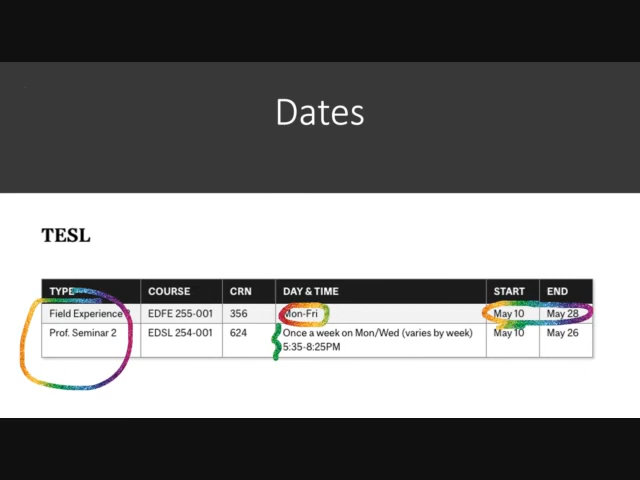 Dates
TESL
TYPE COURSE CRN DAY & TIME START END
Field Experience EDFE 255-001 356 Mon-Fri May 10 May 28
Prof. Seminar 2 EDSL 254-001 624 Once a week on Mon/Wed (varies by week) May 10 May 26
5:35-8:25PM